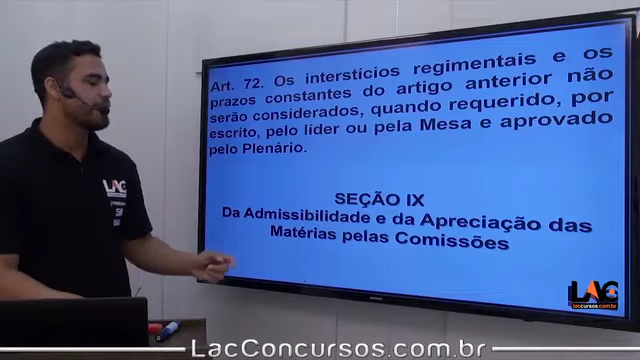 Art. 72. Os interstícios regimentais e os
prazos constantes do artigo anterior não
serão considerados, quando requerido, por
escrito, pelo líder ou pela Mesa e aprovado
pelo Plenário.
SEÇÃO IX
Da Admissibilidade e da Apreciação das
Matérias pelas Comissões
LAC
LAC
laccursos.com.br
LacConcursos.com.br